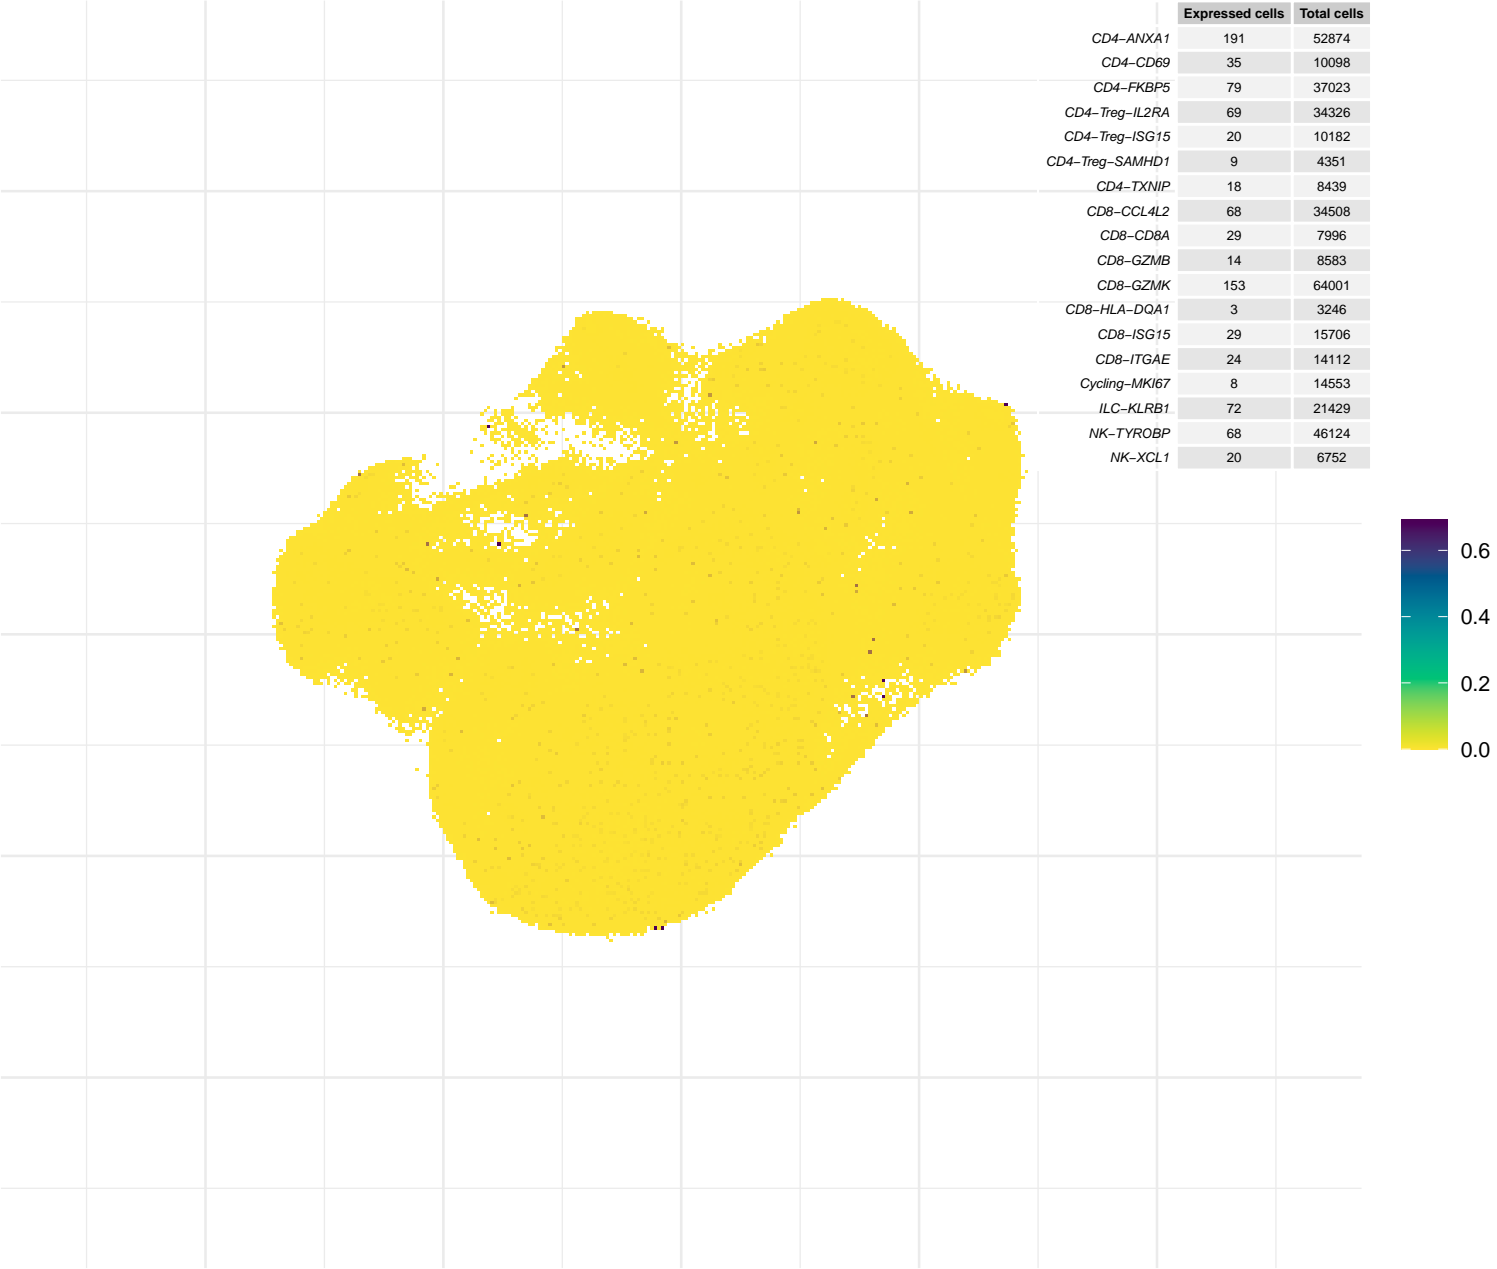 Expressed cells Total cells
CD4−ANXA1 191 52874
CD4−CD69 35 10098
CD4−FKBP5 79 37023
CD4−Treg−IL2RA 69 34326
CD4−Treg−ISG15 20 10182
CD4−Treg−SAMHD1 9 4351
CD4−TXNIP 18 8439
CD8−CCL4L2 68 34508
CD8−CD8A 29 7996
CD8−GZMB 14 8583
CD8−GZMK 153 64001
CD8−HLA−DQA1 3 3246
CD8−ISG15 29 15706
CD8−ITGAE 24 14112
Cycling−MKI67 8 14553
ILC−KLRB1 72 21429
NK−TYROBP 68 46124
NK−XCL1 20 6752
0.6
0.4
0.2
0.0